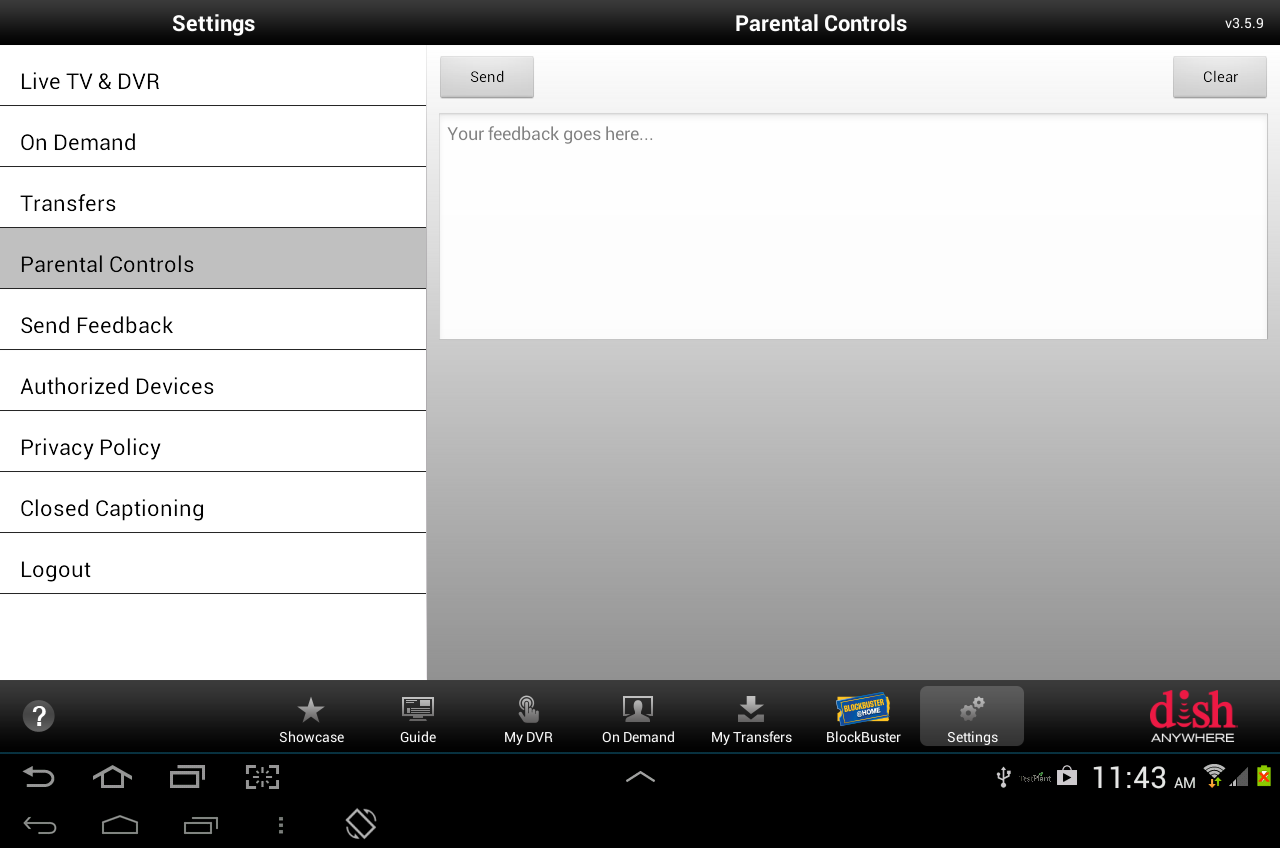 Settings
Parental Controls
v3.5.9
Live TV & DVR
On Demand
Transfers
Parental Controls
Send Feedback
Authorized Devices
Privacy Policy
Closed Captioning
Logout
Send
Clear
Your feedback goes here...
?
Showcase
Guide
My DVR
On Demand
My Transfers
BLOCKBUSTER
@HOME
BlockBuster
Settings
dish
ANYWHERE
TestPlant
11:43 AM